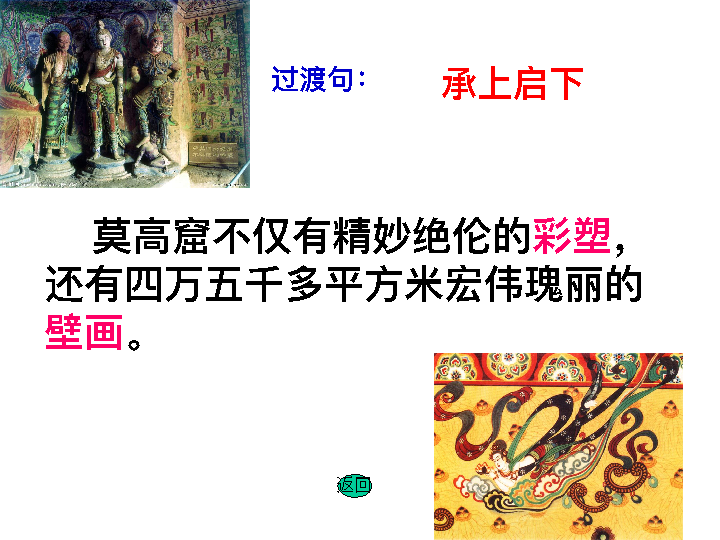 过渡句：
承上启下
莫高窟不仅有精妙绝伦的彩塑，
还有四万五千多平方米宏伟瑰丽的
壁画。
返回